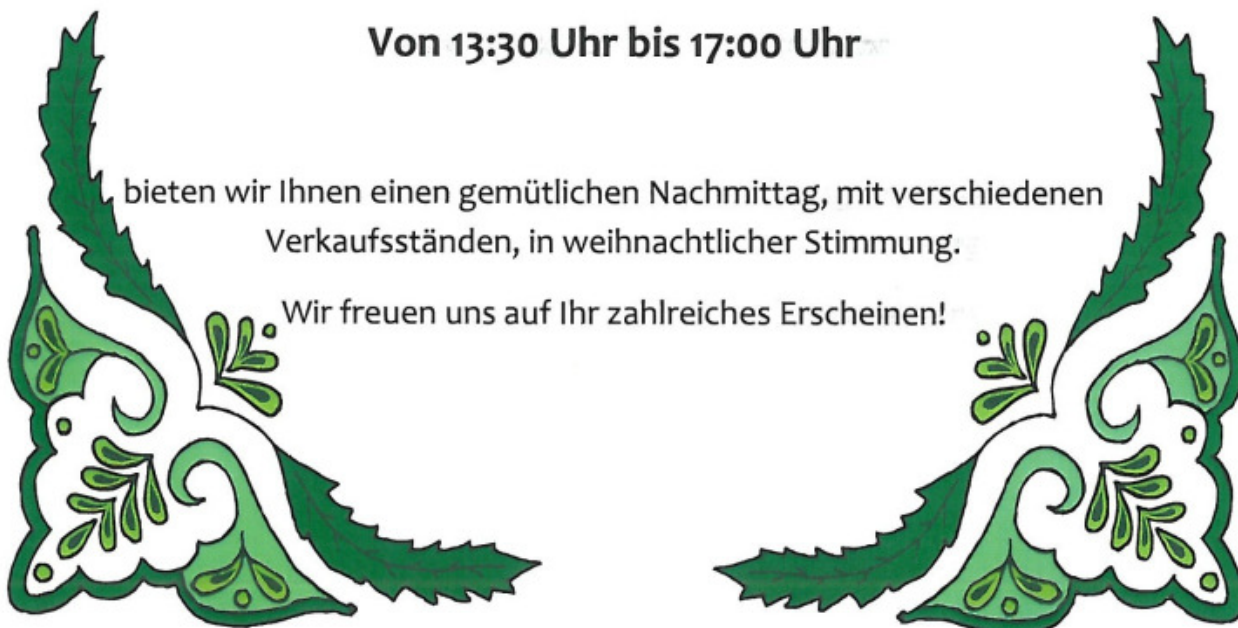 Von 13:30 Uhr bis 17:00 Uhr
bieten wir Ihnen einen gemütlichen Nachmittag, mit verschiedenen
Verkaufsständen, in weihnachtlicher Stimmung.
Wir freuen uns auf Ihr zahlreiches Erscheinen!